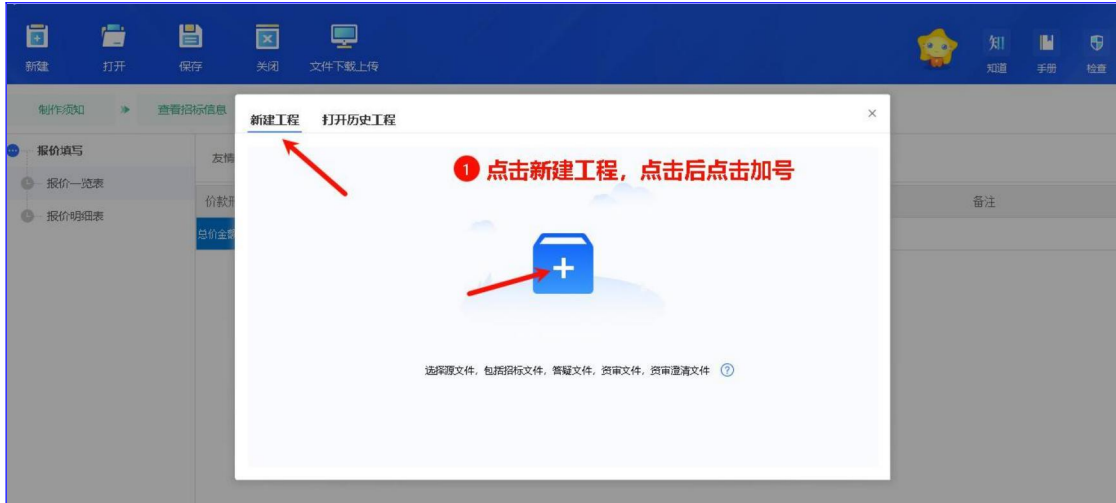 新建 打开 保存 关闭 文件下载上传 知道 手册 检查
制作须知 查看招标信息
新建工程 打开历史工程
报价填写
友情
❶ 点击新建工程，点击后点击加号
报价一览表
价款形 备注
报价明细表
总价金额
选择源文件，包括招标文件，答疑文件，资审文件，资审澄清文件 ?